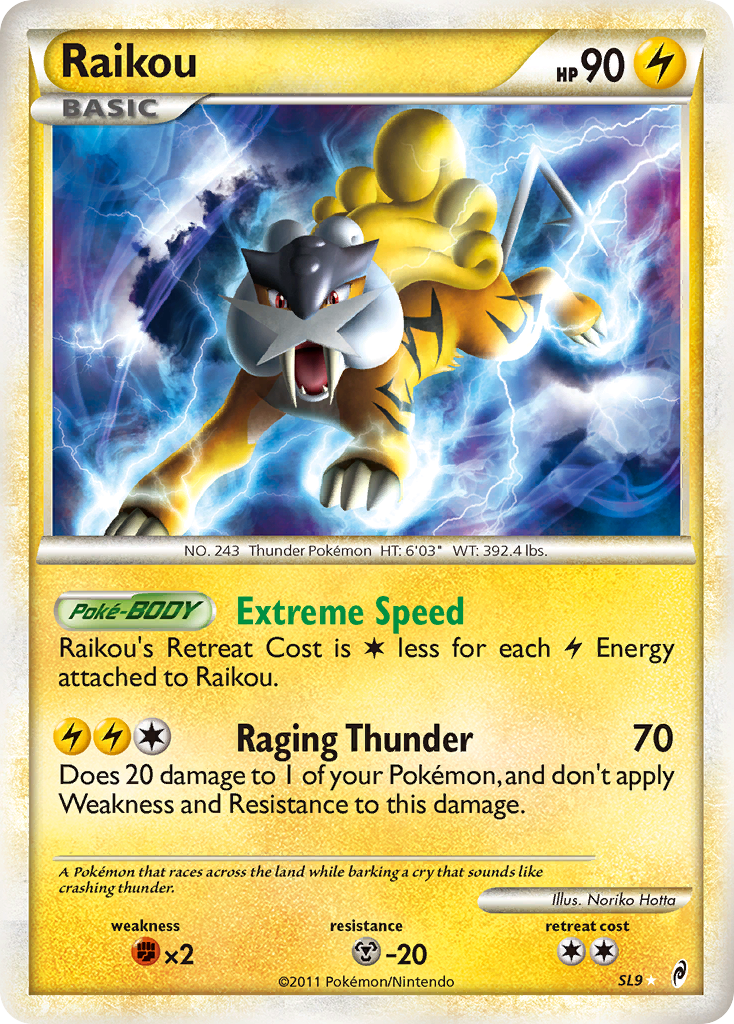 Raikou
HP 90
BASIC
NO. 243 Thunder Pokémon HT: 6'03" WT: 392.4 lbs.
Poké-BODY Extreme Speed
Raikou's Retreat Cost is less for each Energy
attached to Raikou.
Raging Thunder 70
Does 20 damage to 1 of your Pokémon, and don't apply
Weakness and Resistance to this damage.
A Pokémon that races across the land while barking a cry that sounds like
crashing thunder.
Illus. Noriko Hotta
weakness resistance retreat cost
×2 -20
©2011 Pokémon/Nintendo SL9